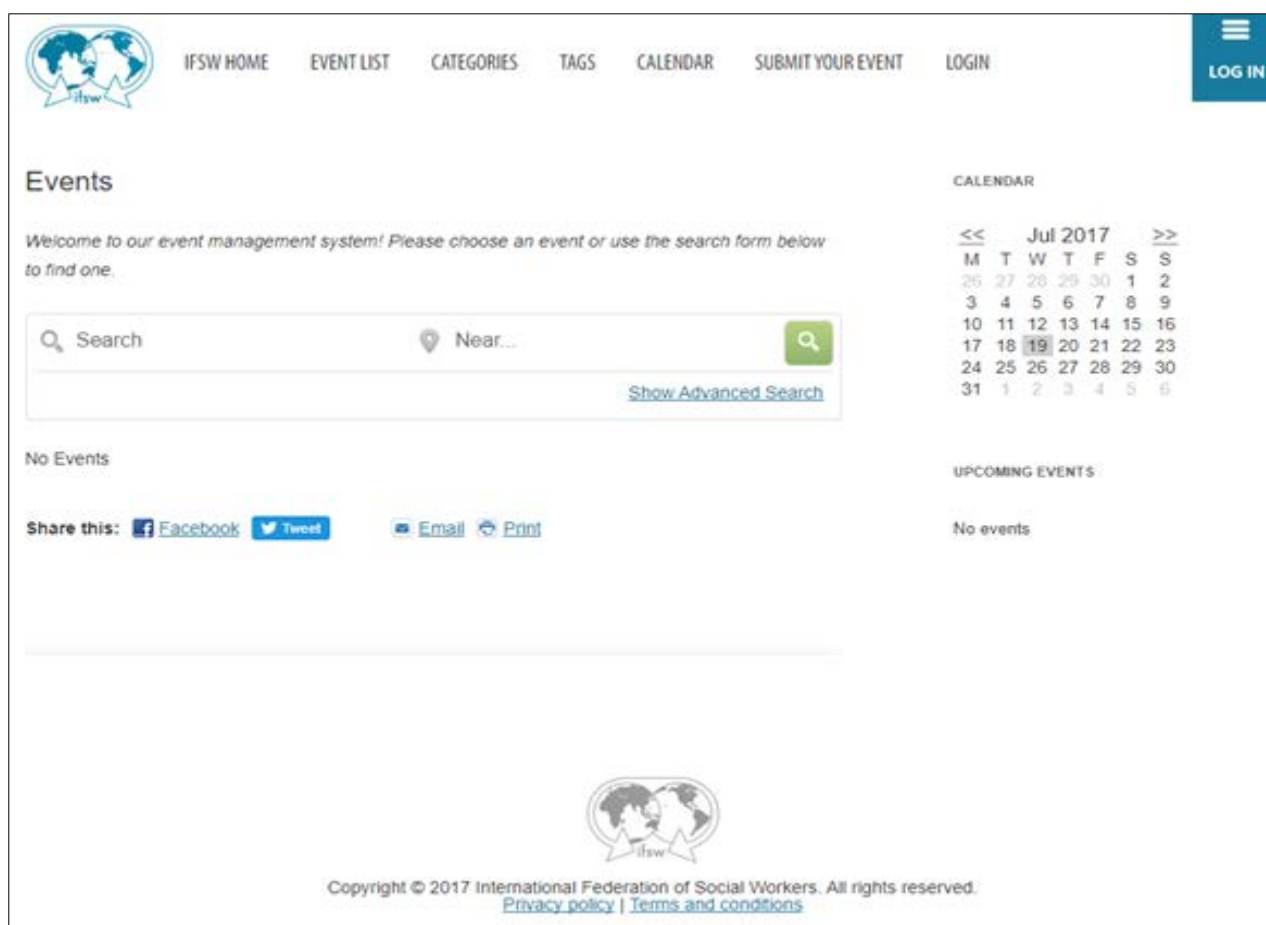 ifsw
IFSW HOME EVENT LIST CATEGORIES TAGS CALENDAR SUBMIT YOUR EVENT LOGIN
LOG IN
Events
Welcome to our event management system! Please choose an event or use the search form below
to find one.
Search Near...
Show Advanced Search
No Events
Share this: Facebook Tweet Email Print
CALENDAR
<< Jul 2017 >>
M T W T F S S
26 27 28 29 30 1 2
3 4 5 6 7 8 9
10 11 12 13 14 15 16
17 18 19 20 21 22 23
24 25 26 27 28 29 30
31 1 2 3 4 5 6
UPCOMING EVENTS
No events
ifsw
Copyright © 2017 International Federation of Social Workers. All rights reserved.
Privacy policy | Terms and conditions